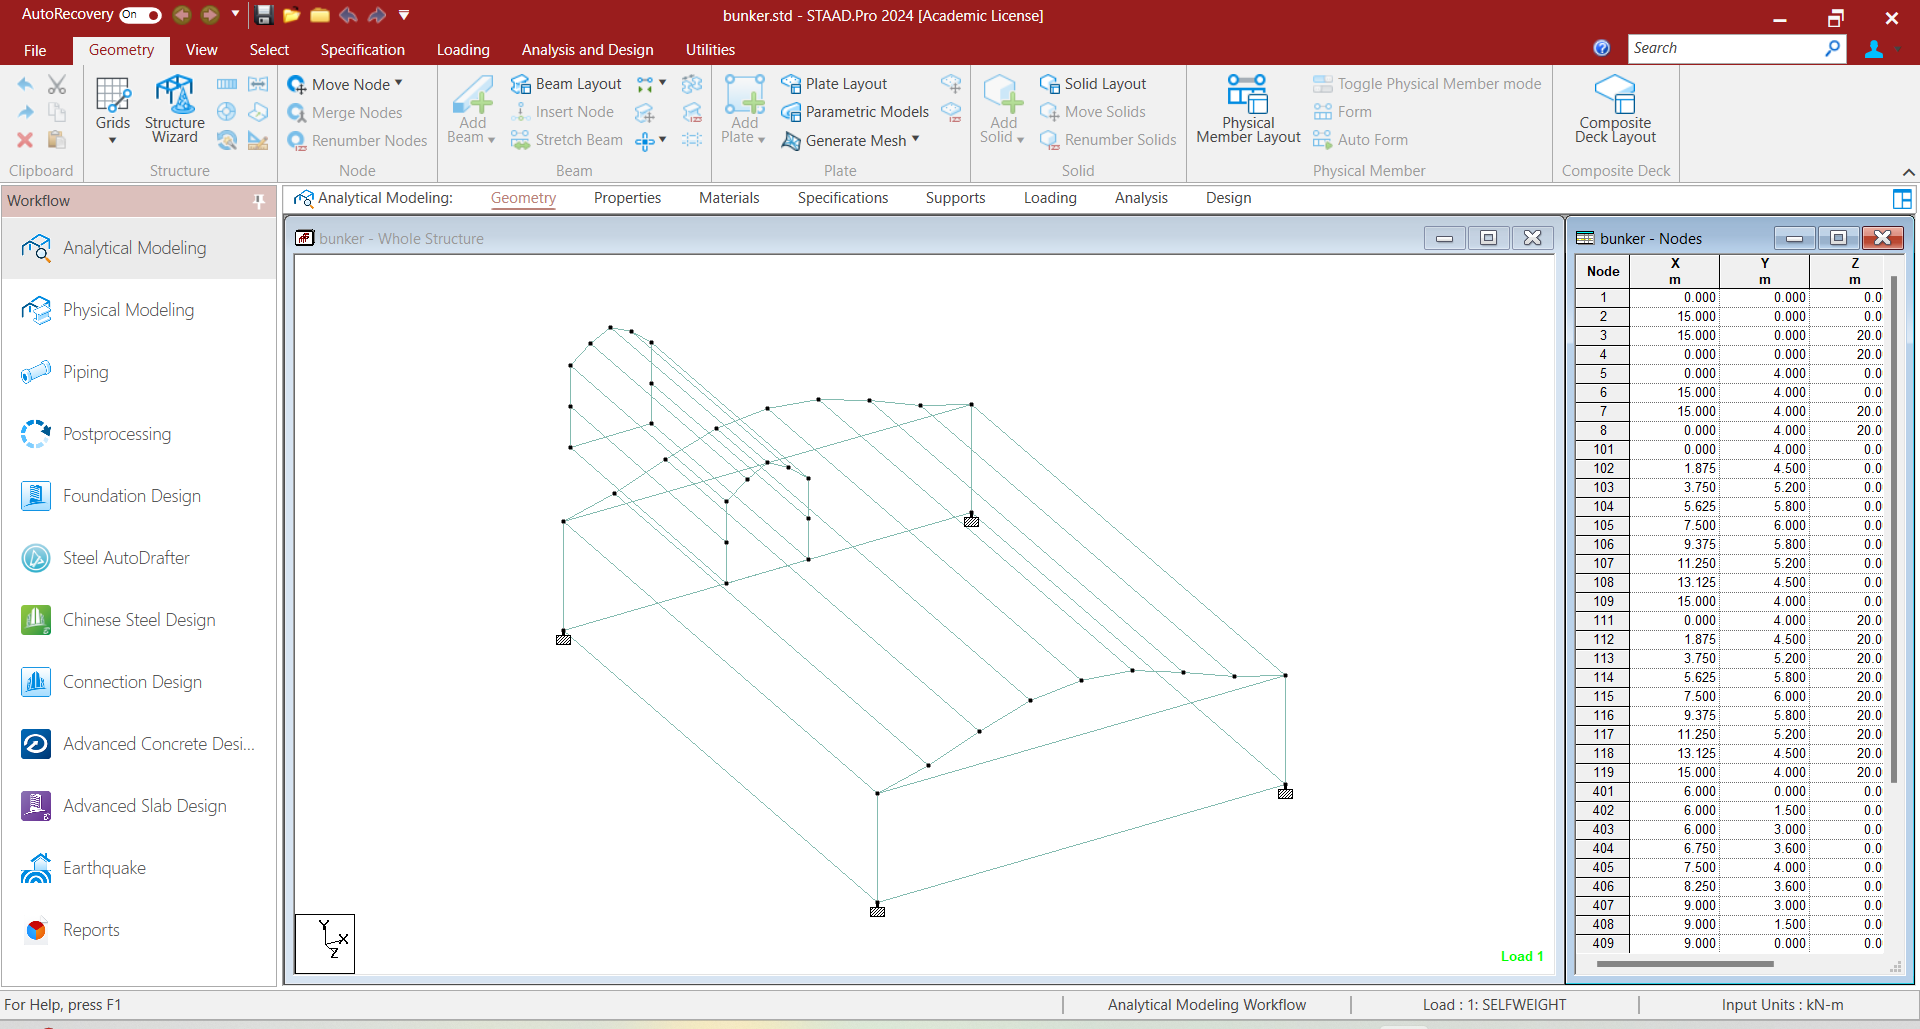 AutoRecovery On
bunker.std - STAAD.Pro 2024 [Academic License]
File Geometry View Select Specification Loading Analysis and Design Utilities
Search
Grids
Structure Wizard
Move Node
Merge Nodes
Renumber Nodes
Add Beam
Beam Layout
Insert Node
Stretch Beam
Add Plate
Plate Layout
Parametric Models
Generate Mesh
Add Solid
Solid Layout
Move Solids
Renumber Solids
Physical Member Layout
Toggle Physical Member mode
Form
Auto Form
Composite Deck Layout
Clipboard Structure Node Beam Plate Solid Physical Member Composite Deck
Workflow
Analytical Modeling: Geometry Properties Materials Specifications Supports Loading Analysis Design
Analytical Modeling
Physical Modeling
Piping
Postprocessing
Foundation Design
Steel AutoDrafter
Chinese Steel Design
Connection Design
Advanced Concrete Desi...
Advanced Slab Design
Earthquake
Reports
bunker - Whole Structure
Y
X
Z
Load 1
bunker - Nodes
Node X m Y m Z m
1 0.000 0.000 0.0
2 15.000 0.000 0.0
3 15.000 0.000 20.0
4 0.000 0.000 20.0
5 0.000 4.000 0.0
6 15.000 4.000 0.0
7 15.000 4.000 20.0
8 0.000 4.000 20.0
101 0.000 4.000 0.0
102 1.875 4.500 0.0
103 3.750 5.200 0.0
104 5.625 5.800 0.0
105 7.500 6.000 0.0
106 9.375 5.800 0.0
107 11.250 5.200 0.0
108 13.125 4.500 0.0
109 15.000 4.000 0.0
111 0.000 4.000 20.0
112 1.875 4.500 20.0
113 3.750 5.200 20.0
114 5.625 5.800 20.0
115 7.500 6.000 20.0
116 9.375 5.800 20.0
117 11.250 5.200 20.0
118 13.125 4.500 20.0
119 15.000 4.000 20.0
401 6.000 0.000 0.0
402 6.000 1.500 0.0
403 6.000 3.000 0.0
404 6.750 3.600 0.0
405 7.500 4.000 0.0
406 8.250 3.600 0.0
407 9.000 3.000 0.0
408 9.000 1.500 0.0
409 9.000 0.000 0.0
For Help, press F1
Analytical Modeling Workflow
Load : 1: SELFWEIGHT
Input Units : kN-m